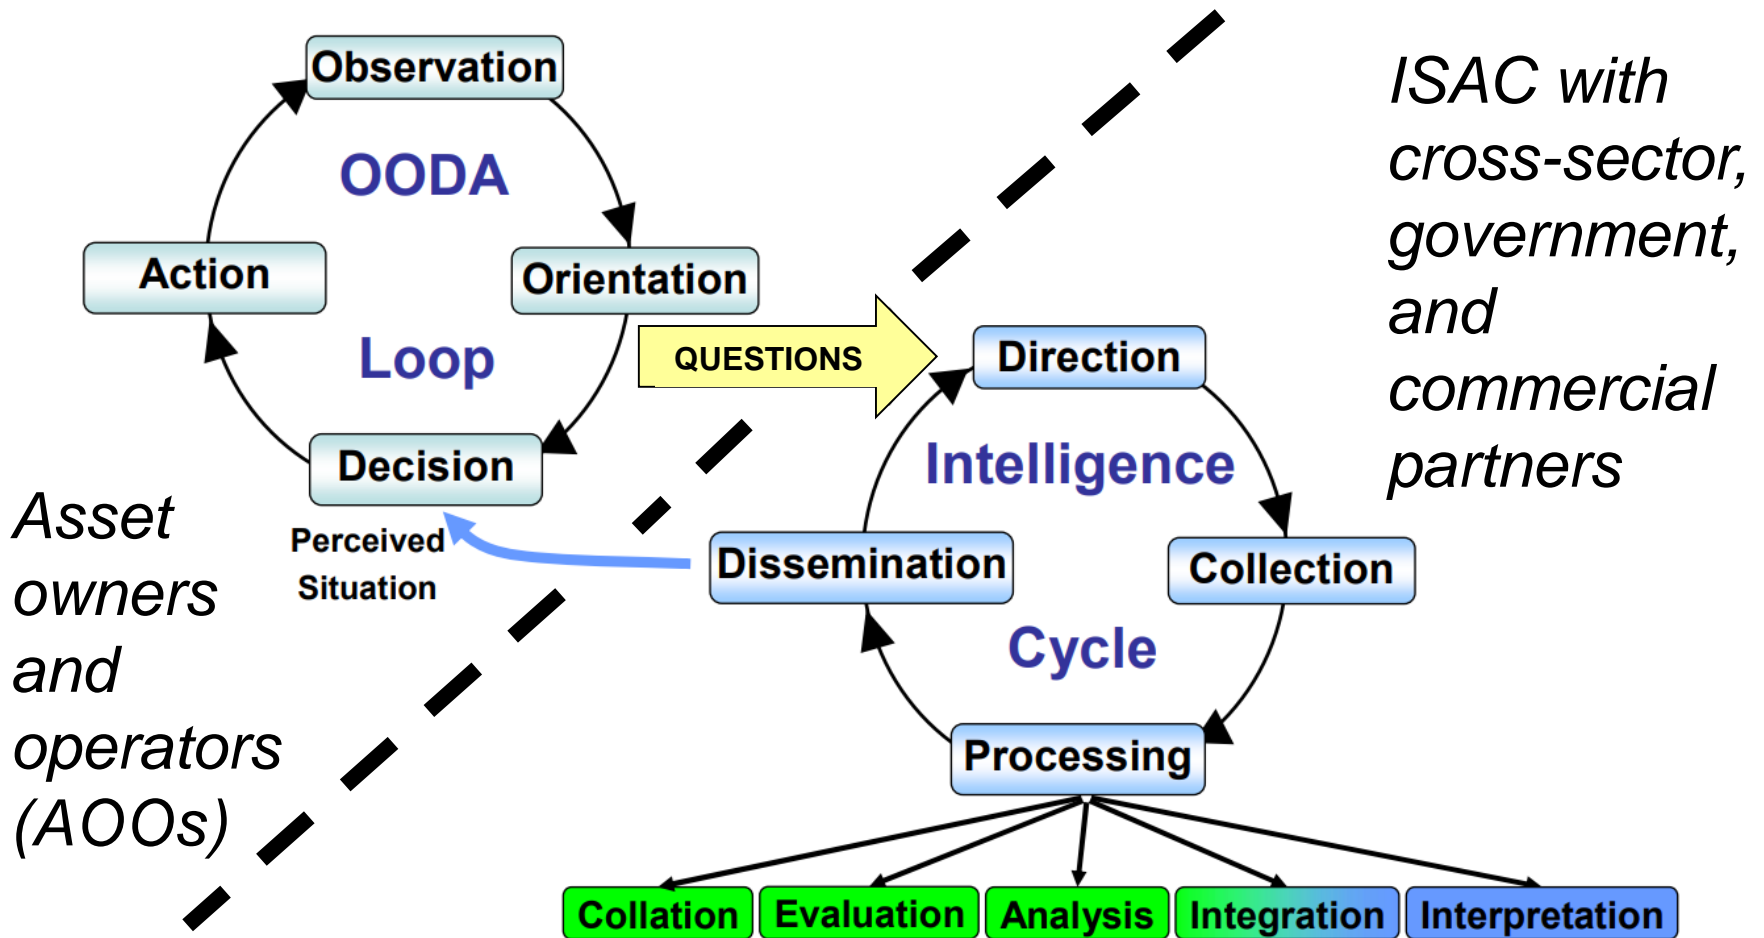 Observation
OODA
Action
Orientation
Loop
Decision
Perceived
Situation
QUESTIONS
Asset
owners
and
operators
(AOOs)
ISAC with
cross-sector,
government,
and
commercial
partners
Direction
Intelligence
Dissemination
Collection
Cycle
Processing
Collation
Evaluation
Analysis
Integration
Interpretation